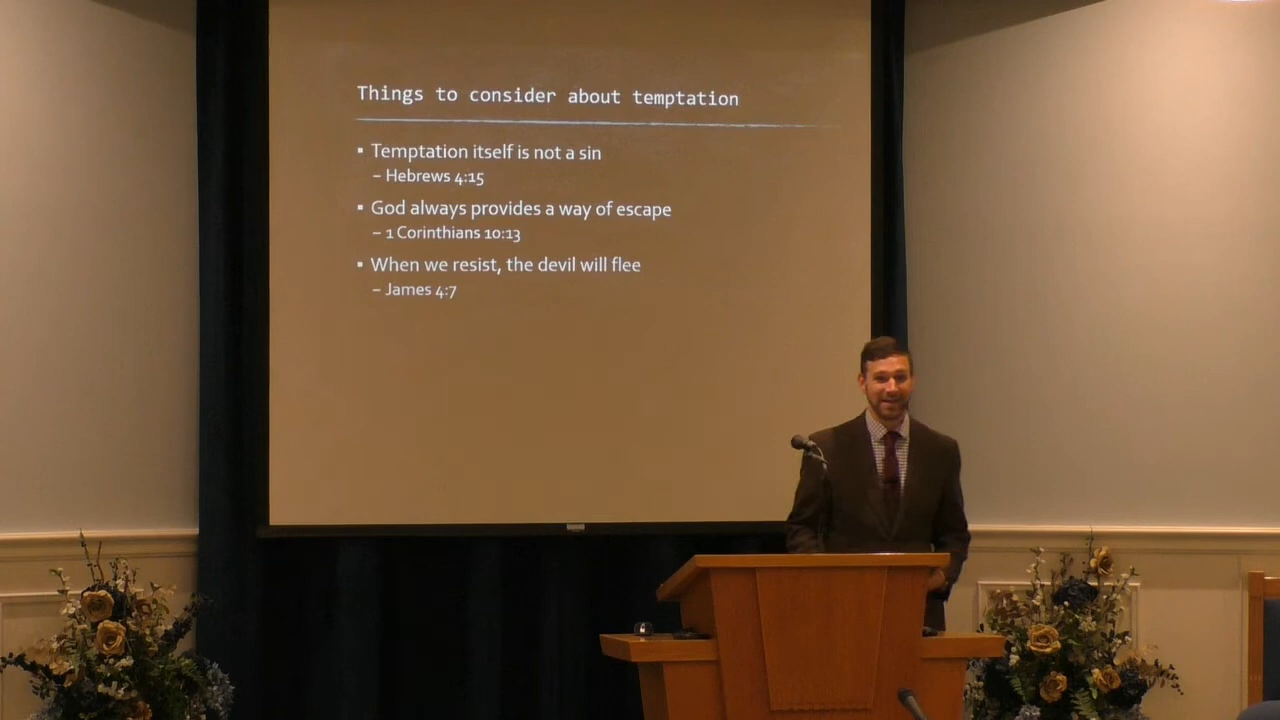 Things to consider about temptation
▪ Temptation itself is not a sin
– Hebrews 4:15
▪ God always provides a way of escape
– 1 Corinthians 10:13
▪ When we resist, the devil will flee
– James 4:7